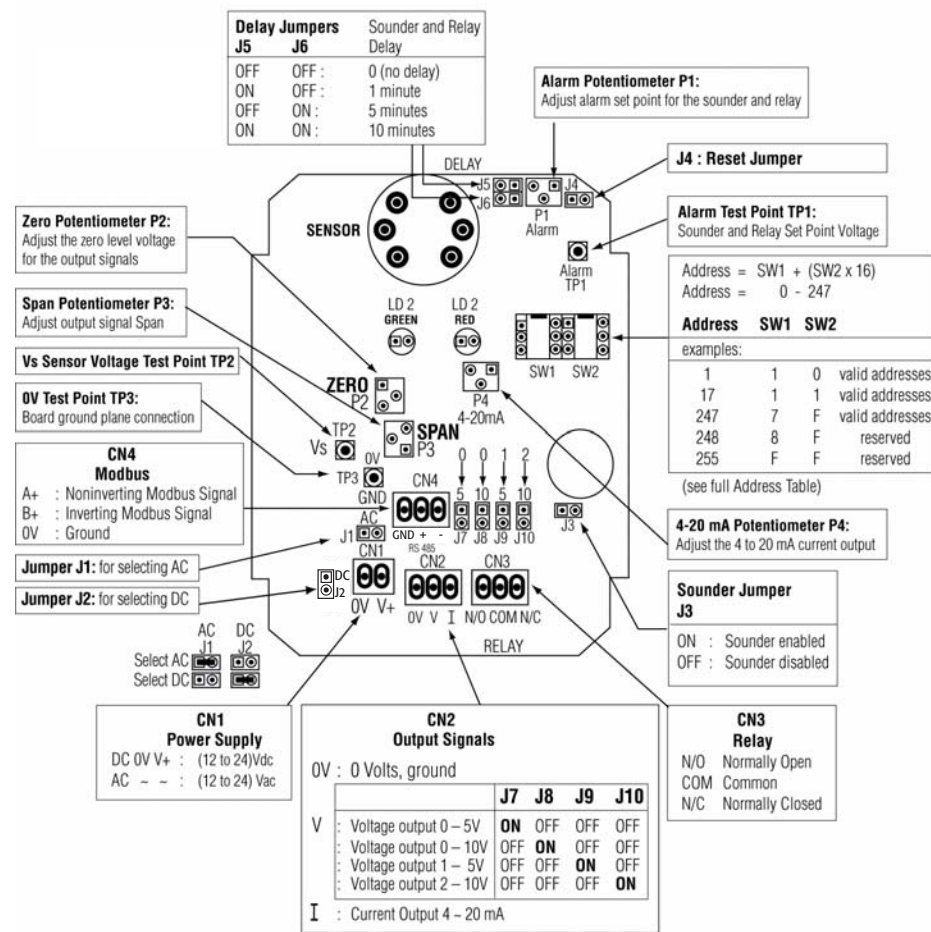 Delay Jumpers Sounder and Relay
J5 J6 Delay
OFF OFF : 0 (no delay)
ON OFF : 1 minute
OFF ON : 5 minutes
ON ON : 10 minutes
Alarm Potentiometer P1:
Adjust alarm set point for the sounder and relay
J4 : Reset Jumper
Alarm Test Point TP1:
Sounder and Relay Set Point Voltage
Address = SW1 + (SW2 x 16)
Address = 0 - 247
Address SW1 SW2
examples:
1 1 0 valid addresses
17 1 1 valid addresses
247 7 F valid addresses
248 8 F reserved
255 F F reserved
(see full Address Table)
4-20 mA Potentiometer P4:
Adjust the 4 to 20 mA current output
Sounder Jumper
J3
ON : Sounder enabled
OFF : Sounder disabled
Zero Potentiometer P2:
Adjust the zero level voltage
for the output signals
Span Potentiometer P3:
Adjust output signal Span
Vs Sensor Voltage Test Point TP2
0V Test Point TP3:
Board ground plane connection
CN4
Modbus
A+ : Noninverting Modbus Signal
B+ : Inverting Modbus Signal
0V : Ground
Jumper J1: for selecting AC
Jumper J2: for selecting DC
DELAY
J5
J6
J4
P1
Alarm
SENSOR
Alarm
TP1
LD 2
GREEN
LD 2
RED
SW1 SW2
ZERO
P2
P4
4-20mA
TP2
Vs
SPAN
P3
0V
TP3
GND
CN4
0 0 1 2
5 10 5 10
J7 J8 J9 J10
J3
AC
J1
GND + -
RS 485
CN1 CN2 CN3
DC
J2
0V V+
0V V I
N/O COM N/C
RELAY
AC DC
J1 J2
Select AC
Select DC
CN1
Power Supply
DC 0V V+ : (12 to 24)Vdc
AC ~ ~ : (12 to 24) Vac
CN2
Output Signals
0V : 0 Volts, ground
J7 J8 J9 J10
V : Voltage output 0 – 5V ON OFF OFF OFF
: Voltage output 0 – 10V OFF ON OFF OFF
: Voltage output 1 – 5V OFF OFF ON OFF
: Voltage output 2 – 10V OFF OFF OFF ON
I : Current Output 4 ~ 20 mA
CN3
Relay
N/O Normally Open
COM Common
N/C Normally Closed